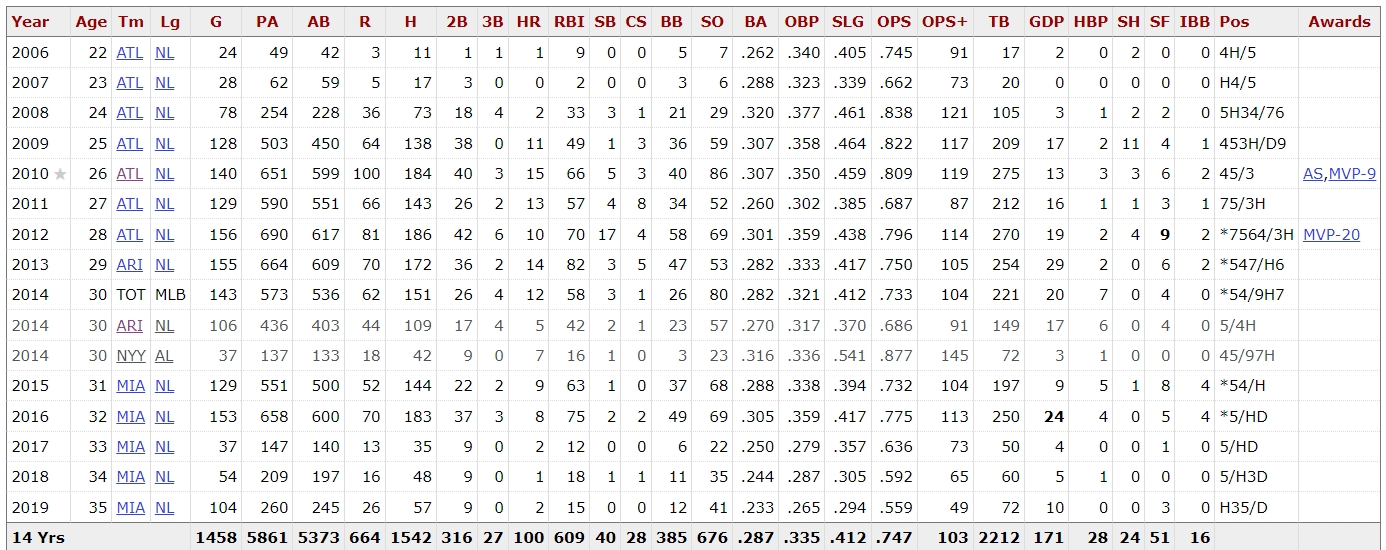 Year Age Tm Lg G PA AB R H 2B 3B HR RBI SB CS BB SO BA OBP SLG OPS OPS+ TB GDP HBP SH SF IBB Pos Awards
2006 22 ATL NL 24 49 42 3 11 1 1 1 9 0 0 5 7 .262 .340 .405 .745 91 17 2 0 2 0 0 4H/5
2007 23 ATL NL 28 62 59 5 17 3 0 0 2 0 0 3 6 .288 .323 .339 .662 73 20 0 0 0 0 0 H4/5
2008 24 ATL NL 78 254 228 36 73 18 4 2 33 3 1 21 29 .320 .377 .461 .838 121 105 3 1 2 2 0 5H34/76
2009 25 ATL NL 128 503 450 64 138 38 0 11 49 1 3 36 59 .307 .358 .464 .822 117 209 17 2 11 4 1 453H/D9
2010 ★ 26 ATL NL 140 651 599 100 184 40 3 15 66 5 3 40 86 .307 .350 .459 .809 119 275 13 3 3 6 2 45/3 AS,MVP-9
2011 27 ATL NL 129 590 551 66 143 26 2 13 57 4 8 34 52 .260 .302 .385 .687 87 212 16 1 1 3 1 75/3H
2012 28 ATL NL 156 690 617 81 186 42 6 10 70 17 4 58 69 .301 .359 .438 .796 114 270 19 2 4 9 2 *7564/3H MVP-20
2013 29 ARI NL 155 664 609 70 172 36 2 14 82 3 5 47 53 .282 .333 .417 .750 105 254 29 2 0 6 2 *547/H6
2014 30 TOT MLB 143 573 536 62 151 26 4 12 58 3 1 26 80 .282 .321 .412 .733 104 221 20 7 0 4 0 *54/9H7
2014 30 ARI NL 106 436 403 44 109 17 4 5 42 2 1 23 57 .270 .317 .370 .686 91 149 17 6 0 4 0 5/4H
2014 30 NYY AL 37 137 133 18 42 9 0 7 16 1 0 3 23 .316 .336 .541 .877 145 72 3 1 0 0 0 45/97H
2015 31 MIA NL 129 551 500 52 144 22 2 9 63 1 0 37 68 .288 .338 .394 .732 104 197 9 5 1 8 4 *54/H
2016 32 MIA NL 153 658 600 70 183 37 3 8 75 2 2 49 69 .305 .359 .417 .775 113 250 24 4 0 5 4 *5/HD
2017 33 MIA NL 37 147 140 13 35 9 0 2 12 0 0 6 22 .250 .279 .357 .636 73 50 4 0 0 1 0 5/HD
2018 34 MIA NL 54 209 197 16 48 9 0 1 18 1 1 11 35 .244 .287 .305 .592 65 60 5 1 0 0 0 5/H3D
2019 35 MIA NL 104 260 245 26 57 9 0 2 15 0 0 12 41 .233 .265 .294 .559 49 72 10 0 0 3 0 H35/D
14 Yrs 1458 5861 5373 664 1542 316 27 100 609 40 28 385 676 .287 .335 .412 .747 103 2212 171 28 24 51 16